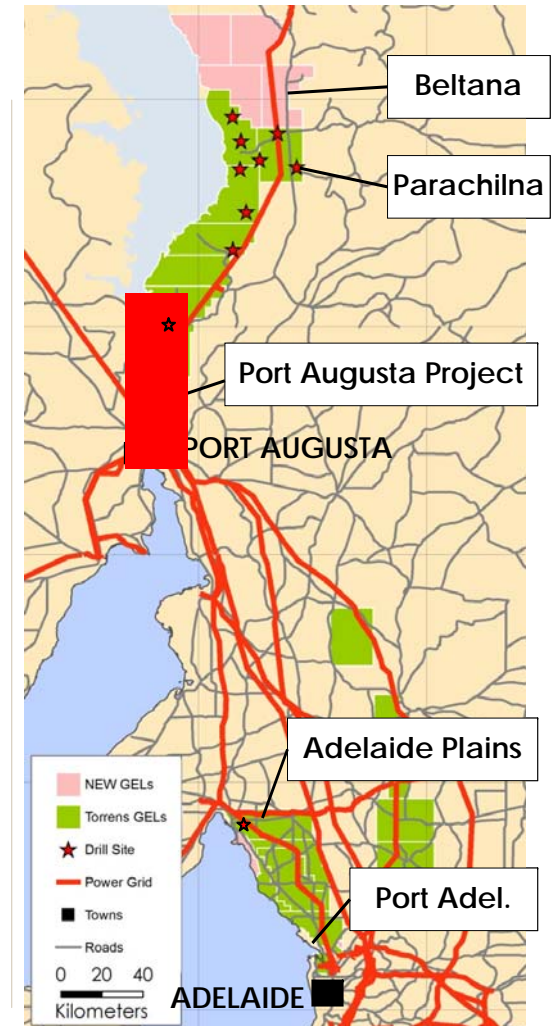 Beltana
Parachilna
Port Augusta Project
PORT AUGUSTA
Adelaide Plains
NEW GELs
Torrens GELs
Drill Site
Power Grid
Towns
Roads
0 20 40
Kilometers
Port Adel.
ADELAIDE